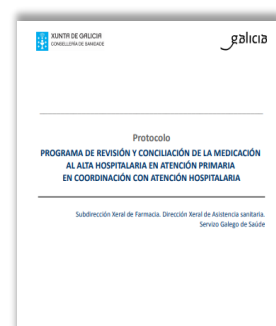 XUNTA DE GALICIA
CONSELLERÍA DE SANIDADE
galicia
Protocolo
PROGRAMA DE REVISIÓN Y CONCILIACIÓN DE LA MEDICACIÓN
AL ALTA HOSPITALARIA EN ATENCIÓN PRIMARIA
EN COORDINACIÓN CON ATENCIÓN HOSPITALARIA
Subdirección Xeral de Farmacia. Dirección Xeral de Asistencia sanitaria.
Servizo Galego de Saúde